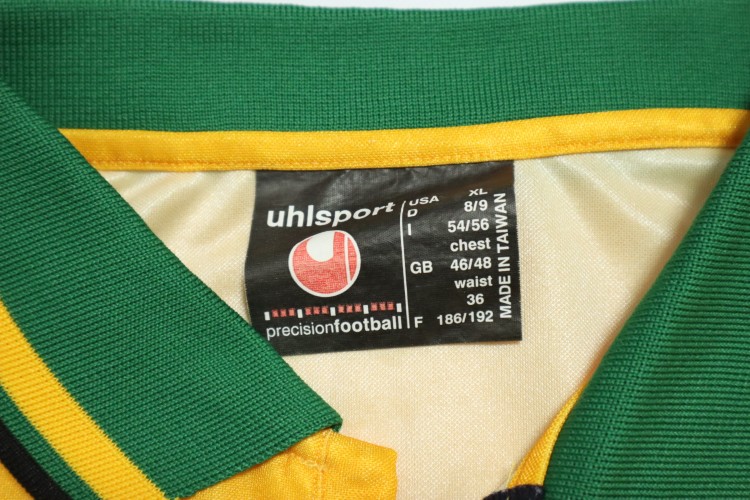 uhlsport
precisionfootball
USA XL
D 8/9
I 54/56
chest
GB 46/48
waist
36
F 186/192
MADE IN TAIWAN